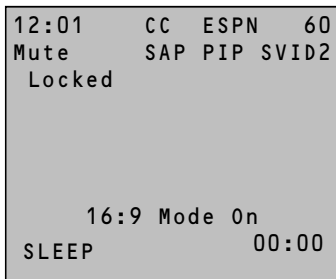 12:01 CC ESPN 60
Mute SAP PIP SVID2
Locked
16:9 Mode On
SLEEP 00:00